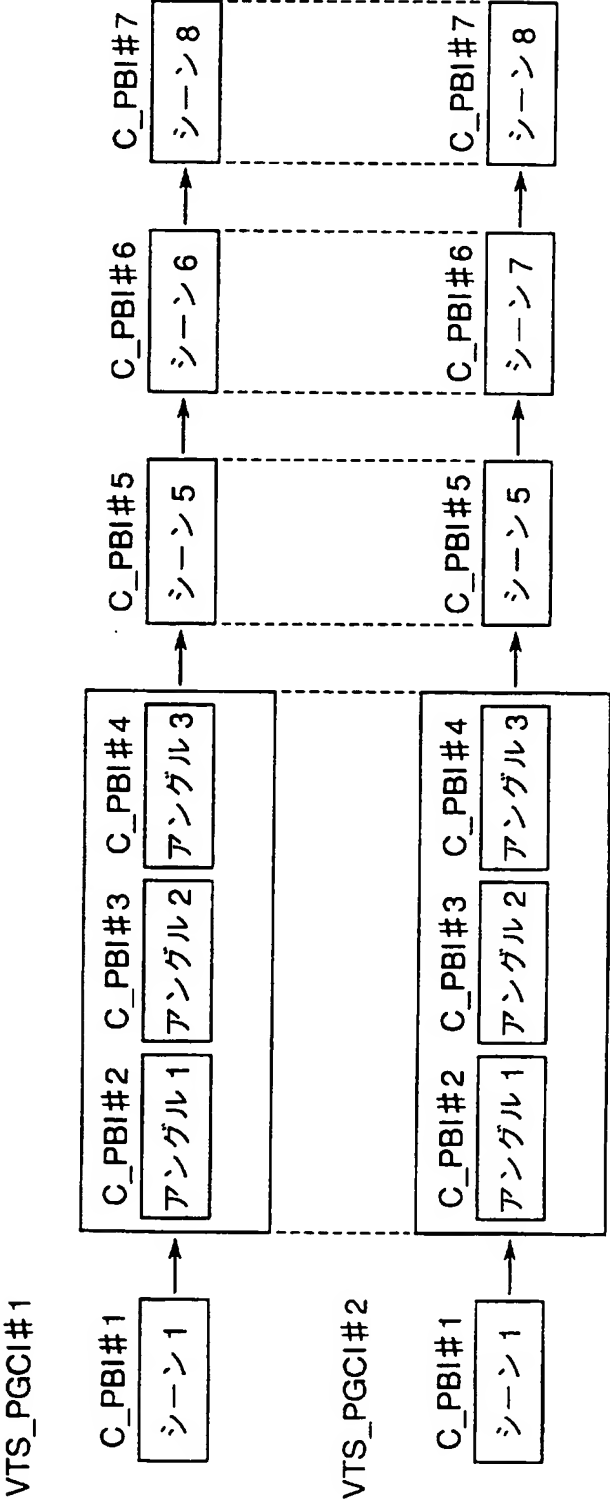 VTS_PGCI#1
C_PBI#1
シーン1
C_PBI#2
アングル1
C_PBI#3
アングル2
C_PBI#4
アングル3
C_PBI#5
シーン5
C_PBI#6
シーン6
C_PBI#7
シーン8
VTS_PGCI#2
C_PBI#1
シーン1
C_PBI#2
アングル1
C_PBI#3
アングル2
C_PBI#4
アングル3
C_PBI#5
シーン5
C_PBI#6
シーン7
C_PBI#7
シーン8